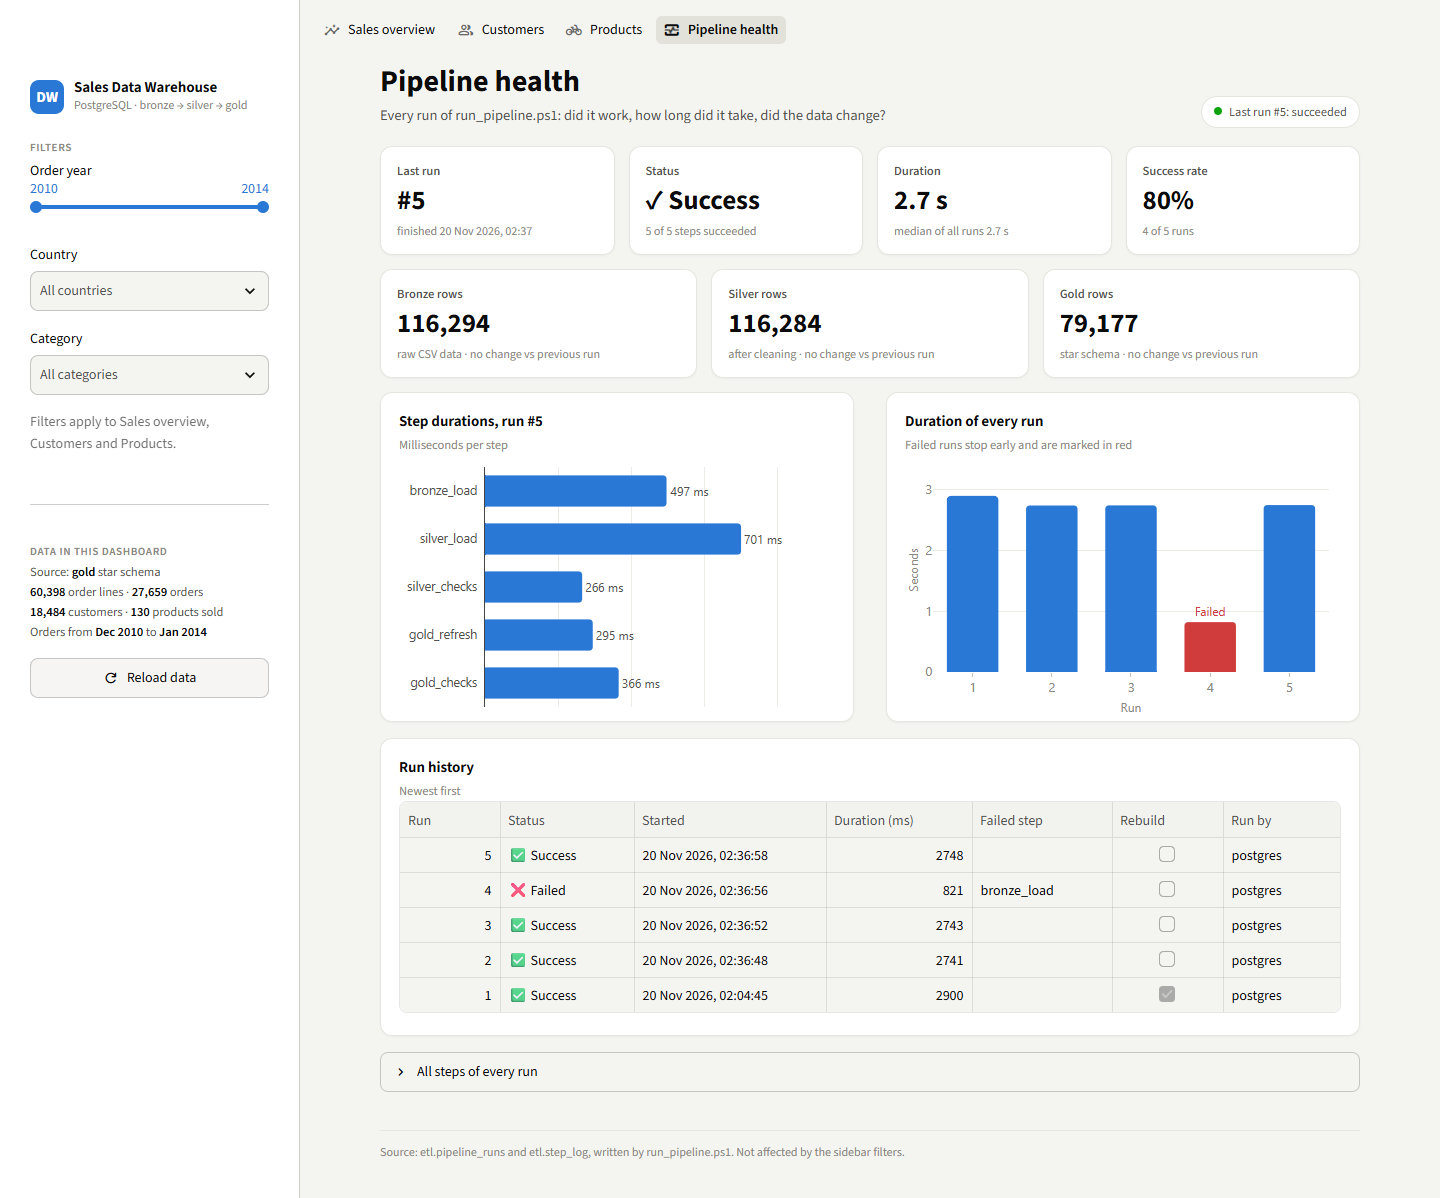 Sales overview
Customers
Products
Pipeline health
DW
Sales Data Warehouse
PostgreSQL · bronze → silver → gold
FILTERS
Order year
2010 2014
Country
All countries
Category
All categories
Filters apply to Sales overview,
Customers and Products.
DATA IN THIS DASHBOARD
Source: gold star schema
60,398 order lines · 27,659 orders
18,484 customers · 130 products sold
Orders from Dec 2010 to Jan 2014
Reload data
Pipeline health
Every run of run_pipeline.ps1: did it work, how long did it take, did the data change?
Last run #5: succeeded
Last run
#5
finished 20 Nov 2026, 02:37
Status
✓ Success
5 of 5 steps succeeded
Duration
2.7 s
median of all runs 2.7 s
Success rate
80%
4 of 5 runs
Bronze rows
116,294
raw CSV data · no change vs previous run
Silver rows
116,284
after cleaning · no change vs previous run
Gold rows
79,177
star schema · no change vs previous run
Step durations, run #5
Milliseconds per step
bronze_load 497 ms
silver_load 701 ms
silver_checks 266 ms
gold_refresh 295 ms
gold_checks 366 ms
Duration of every run
Failed runs stop early and are marked in red
3
2
1
0
Seconds
Failed
1 2 3 4 5
Run
Run history
Newest first
Run Status Started Duration (ms) Failed step Rebuild Run by
5 ✅ Success 20 Nov 2026, 02:36:58 2748 postgres
4 ❌ Failed 20 Nov 2026, 02:36:56 821 bronze_load postgres
3 ✅ Success 20 Nov 2026, 02:36:52 2743 postgres
2 ✅ Success 20 Nov 2026, 02:36:48 2741 postgres
1 ✅ Success 20 Nov 2026, 02:04:45 2900 postgres
All steps of every run
Source: etl.pipeline_runs and etl.step_log, written by run_pipeline.ps1. Not affected by the sidebar filters.